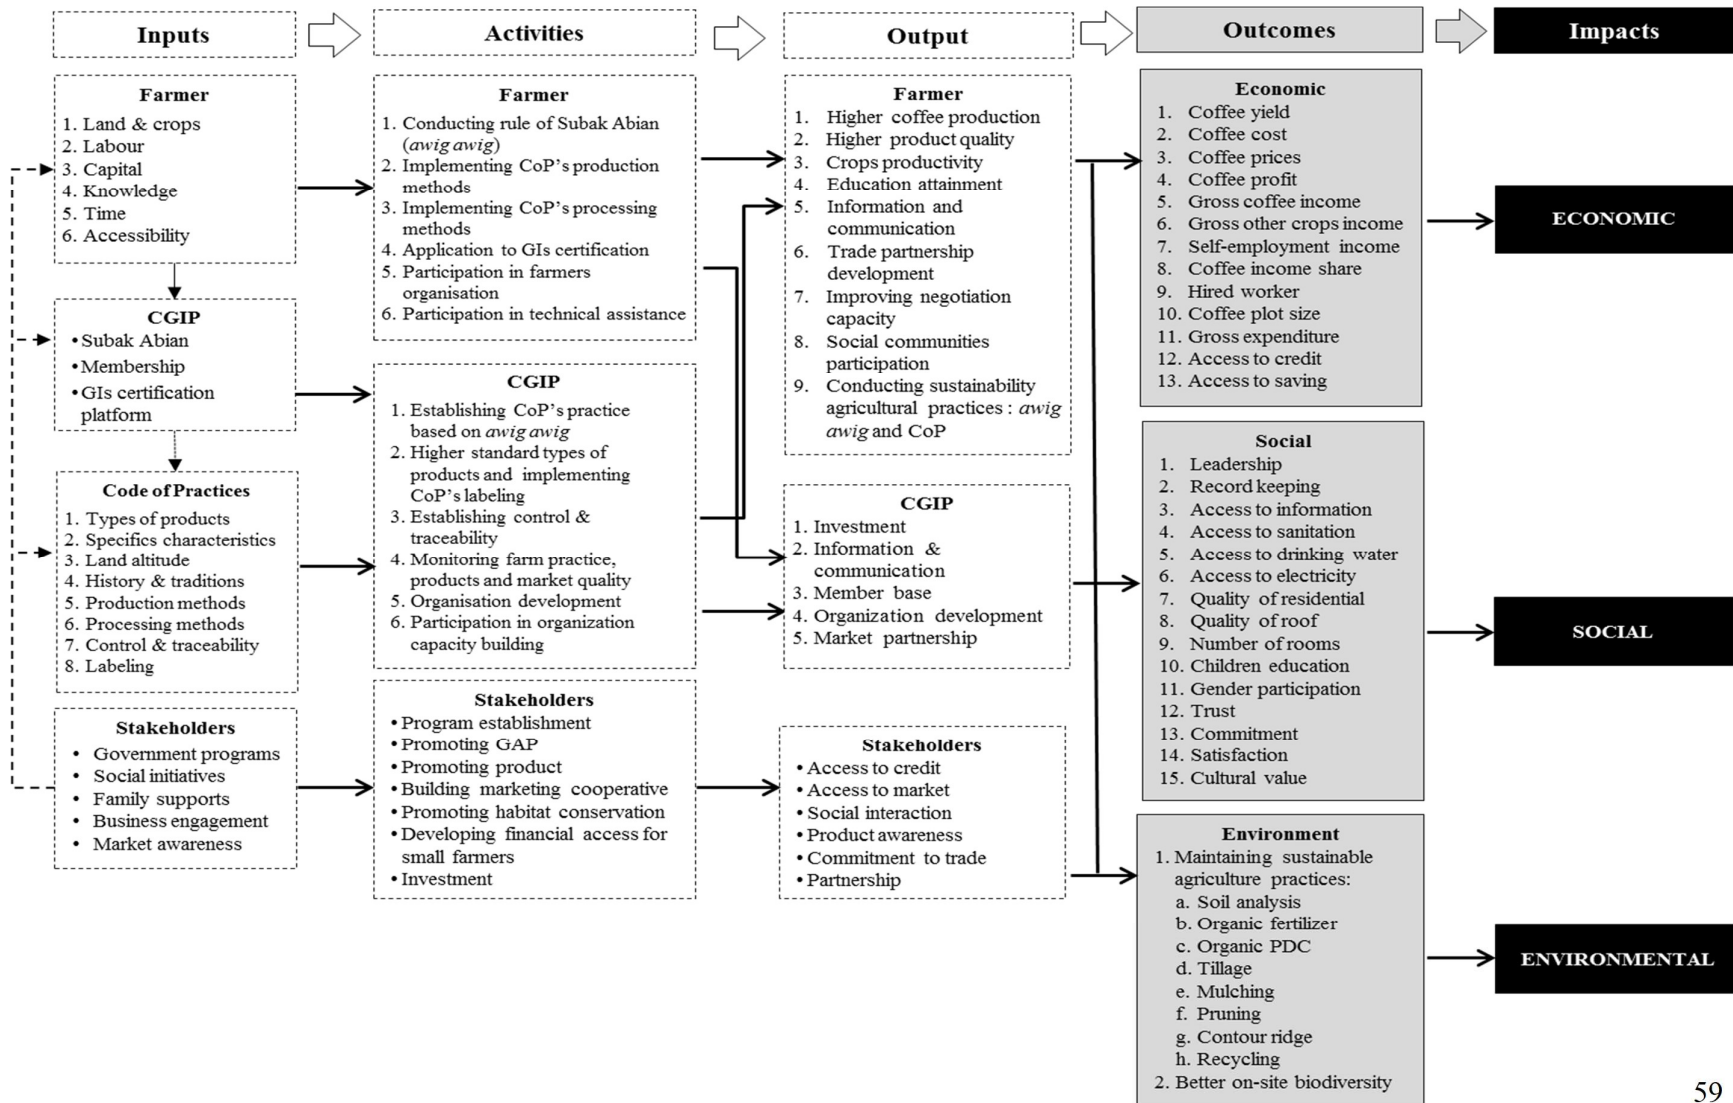 Inputs
Activities
Output
Outcomes
Impacts
Farmer
1. Land & crops
2. Labour
3. Capital
4. Knowledge
5. Time
6. Accessibility
CGIP
• Subak Abian
• Membership
• GIs certification
platform
Code of Practices
1. Types of products
2. Specifics characteristics
3. Land altitude
4. History & traditions
5. Production methods
6. Processing methods
7. Control & traceability
8. Labeling
Stakeholders
• Government programs
• Social initiatives
• Family supports
• Business engagement
• Market awareness
Farmer
1. Conducting rule of Subak Abian
(awig awig)
2. Implementing CoP's production
methods
3. Implementing CoP's processing
methods
4. Application to GIs certification
5. Participation in farmers
organisation
6. Participation in technical assistance
CGIP
1. Establishing CoP's practice
based on awig awig
2. Higher standard types of
products and implementing
CoP's labeling
3. Establishing control &
traceability
4. Monitoring farm practice,
products and market quality
5. Organisation development
6. Participation in organization
capacity building
Stakeholders
• Program establishment
• Promoting GAP
• Promoting product
• Building marketing cooperative
• Promoting habitat conservation
• Developing financial access for
small farmers
• Investment
Farmer
1. Higher coffee production
2. Higher product quality
3. Crops productivity
4. Education attainment
5. Information and
communication
6. Trade partnership
development
7. Improving negotiation
capacity
8. Social communities
participation
9. Conducting sustainability
agricultural practices : awig
awig and CoP
CGIP
1. Investment
2. Information &
communication
3. Member base
4. Organization development
5. Market partnership
Stakeholders
• Access to credit
• Access to market
• Social interaction
• Product awareness
• Commitment to trade
• Partnership
Economic
1. Coffee yield
2. Coffee cost
3. Coffee prices
4. Coffee profit
5. Gross coffee income
6. Gross other crops income
7. Self-employment income
8. Coffee income share
9. Hired worker
10. Coffee plot size
11. Gross expenditure
12. Access to credit
13. Access to saving
Social
1. Leadership
2. Record keeping
3. Access to information
4. Access to sanitation
5. Access to drinking water
6. Access to electricity
7. Quality of residential
8. Quality of roof
9. Number of rooms
10. Children education
11. Gender participation
12. Trust
13. Commitment
14. Satisfaction
15. Cultural value
Environment
1. Maintaining sustainable
agriculture practices:
a. Soil analysis
b. Organic fertilizer
c. Organic PDC
d. Tillage
e. Mulching
f. Pruning
g. Contour ridge
h. Recycling
2. Better on-site biodiversity
ECONOMIC
SOCIAL
ENVIRONMENTAL
59